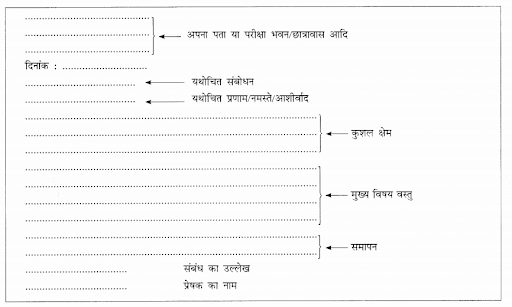 अपना पता या परीक्षा भवन/छात्रावास आदि
दिनांक :
यथोचित संबोधन
यथोचित प्रणाम/नमस्ते/आशीर्वाद
कुशल क्षेम
मुख्य विषय वस्तु
समापन
संबंध का उल्लेख
प्रेषक का नाम